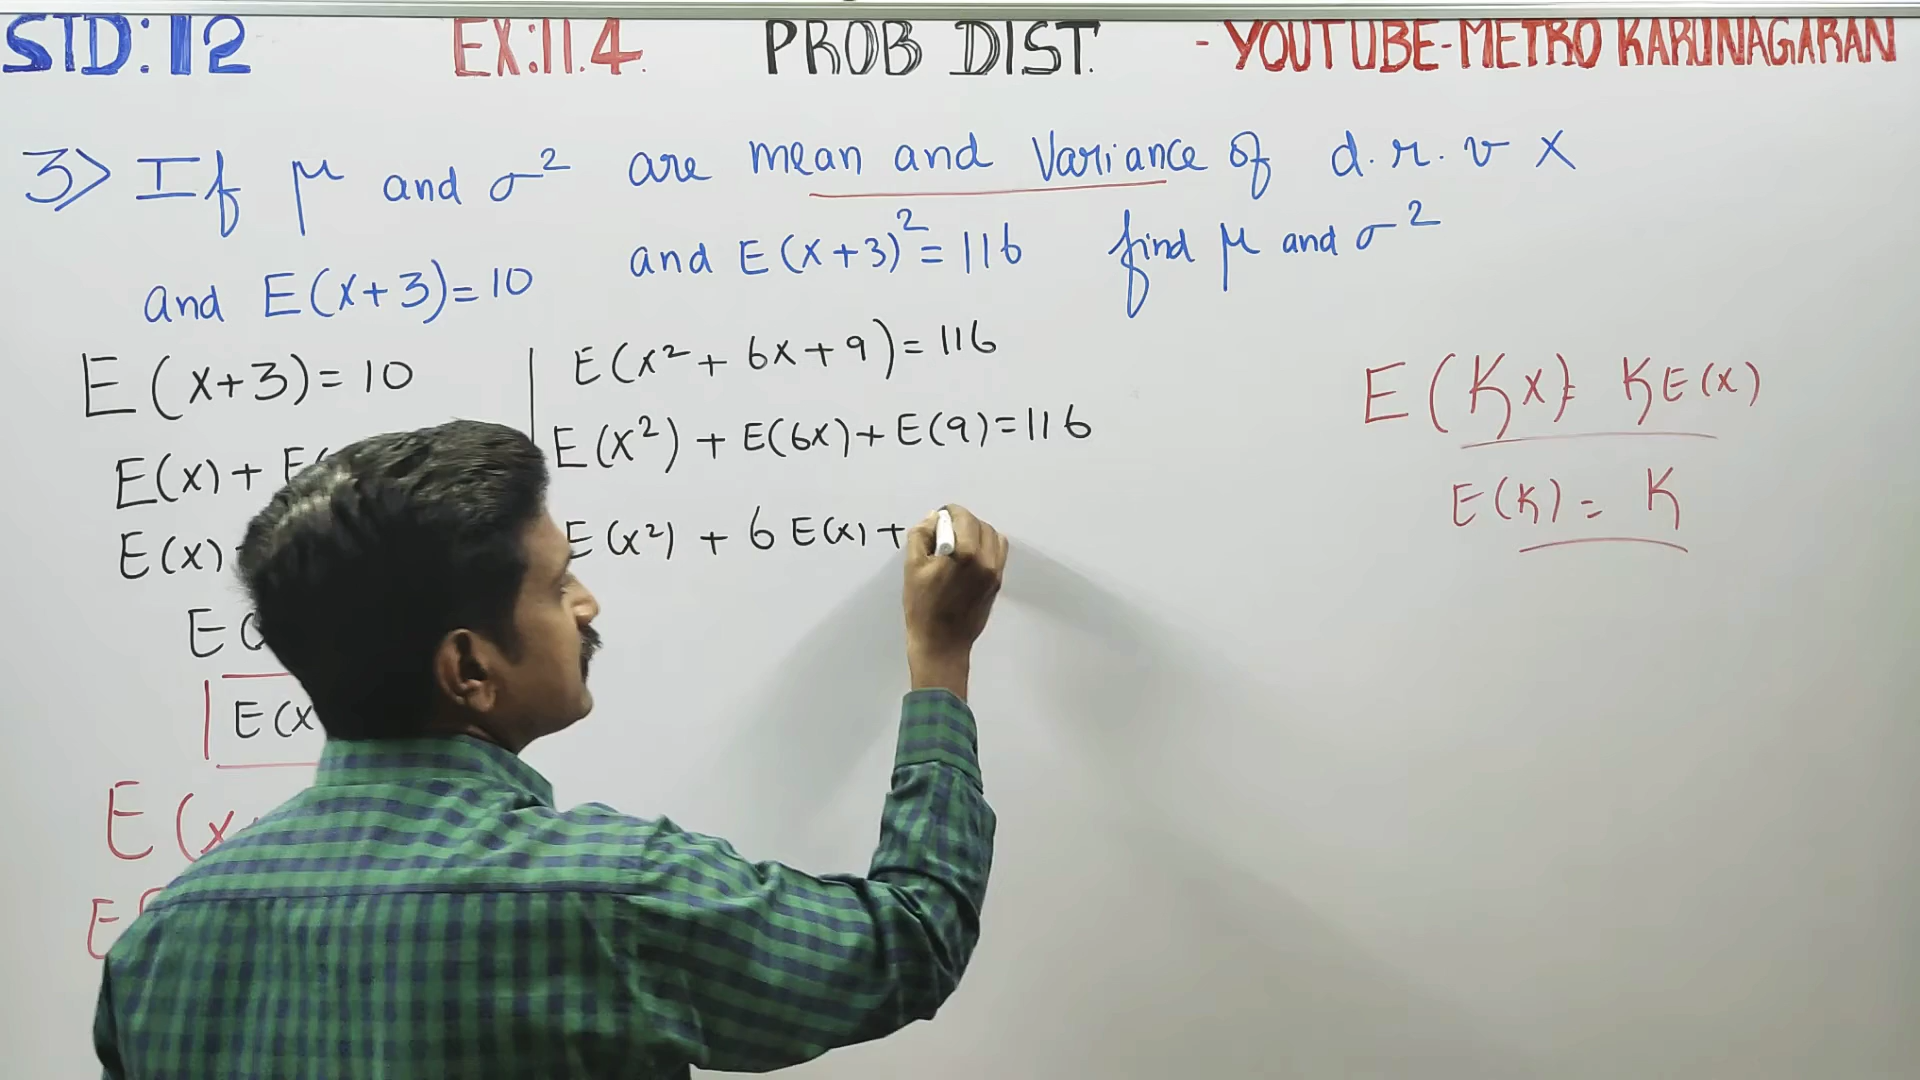 STD:12 EX:11.4. PROB DIST. - YOUTUBE-METRO KARUNAGARAN
3> If μ and σ² are mean and Variance of d.r.v X
and E(x+3)=10 and E(x+3)²=116 find μ and σ²
E(x+3)=10
E(x)+
E(x)
E(x
E(x
E(x²+6x+9)=116
E(x²)+E(6x)+E(9)=116
E(x²)+6E(x)+
E(Kx)=KE(x)
E(K)=K